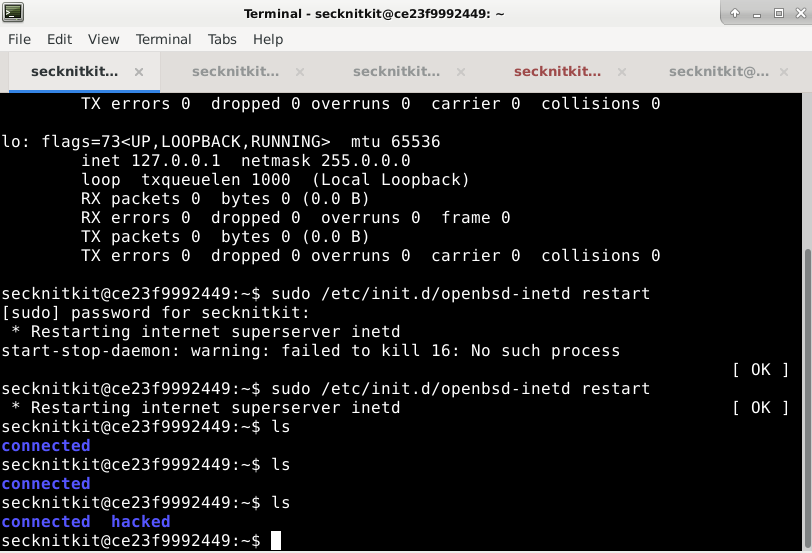 Terminal - secknitkit@ce23f9992449: ~
File Edit View Terminal Tabs Help
secknitkit... secknitkit... secknitkit... secknitkit... secknitkit@...
TX errors 0 dropped 0 overruns 0 carrier 0 collisions 0
lo: flags=73<UP,LOOPBACK,RUNNING> mtu 65536
inet 127.0.0.1 netmask 255.0.0.0
loop txqueuelen 1000 (Local Loopback)
RX packets 0 bytes 0 (0.0 B)
RX errors 0 dropped 0 overruns 0 frame 0
TX packets 0 bytes 0 (0.0 B)
TX errors 0 dropped 0 overruns 0 carrier 0 collisions 0
secknitkit@ce23f9992449:~$ sudo /etc/init.d/openbsd-inetd restart
[sudo] password for secknitkit:
* Restarting internet superserver inetd
start-stop-daemon: warning: failed to kill 16: No such process
[ OK ]
secknitkit@ce23f9992449:~$ sudo /etc/init.d/openbsd-inetd restart
* Restarting internet superserver inetd [ OK ]
secknitkit@ce23f9992449:~$ ls
connected
secknitkit@ce23f9992449:~$ ls
connected
secknitkit@ce23f9992449:~$ ls
connected hacked
secknitkit@ce23f9992449:~$